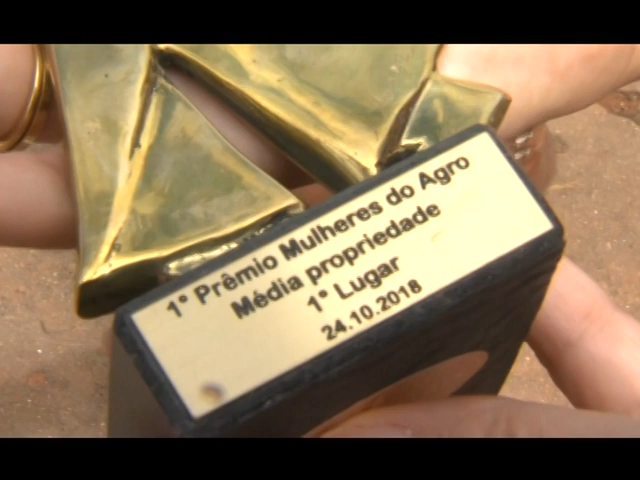 1° Prêmio Mulheres do Agro
Média propriedade
1° Lugar
24.10.2018